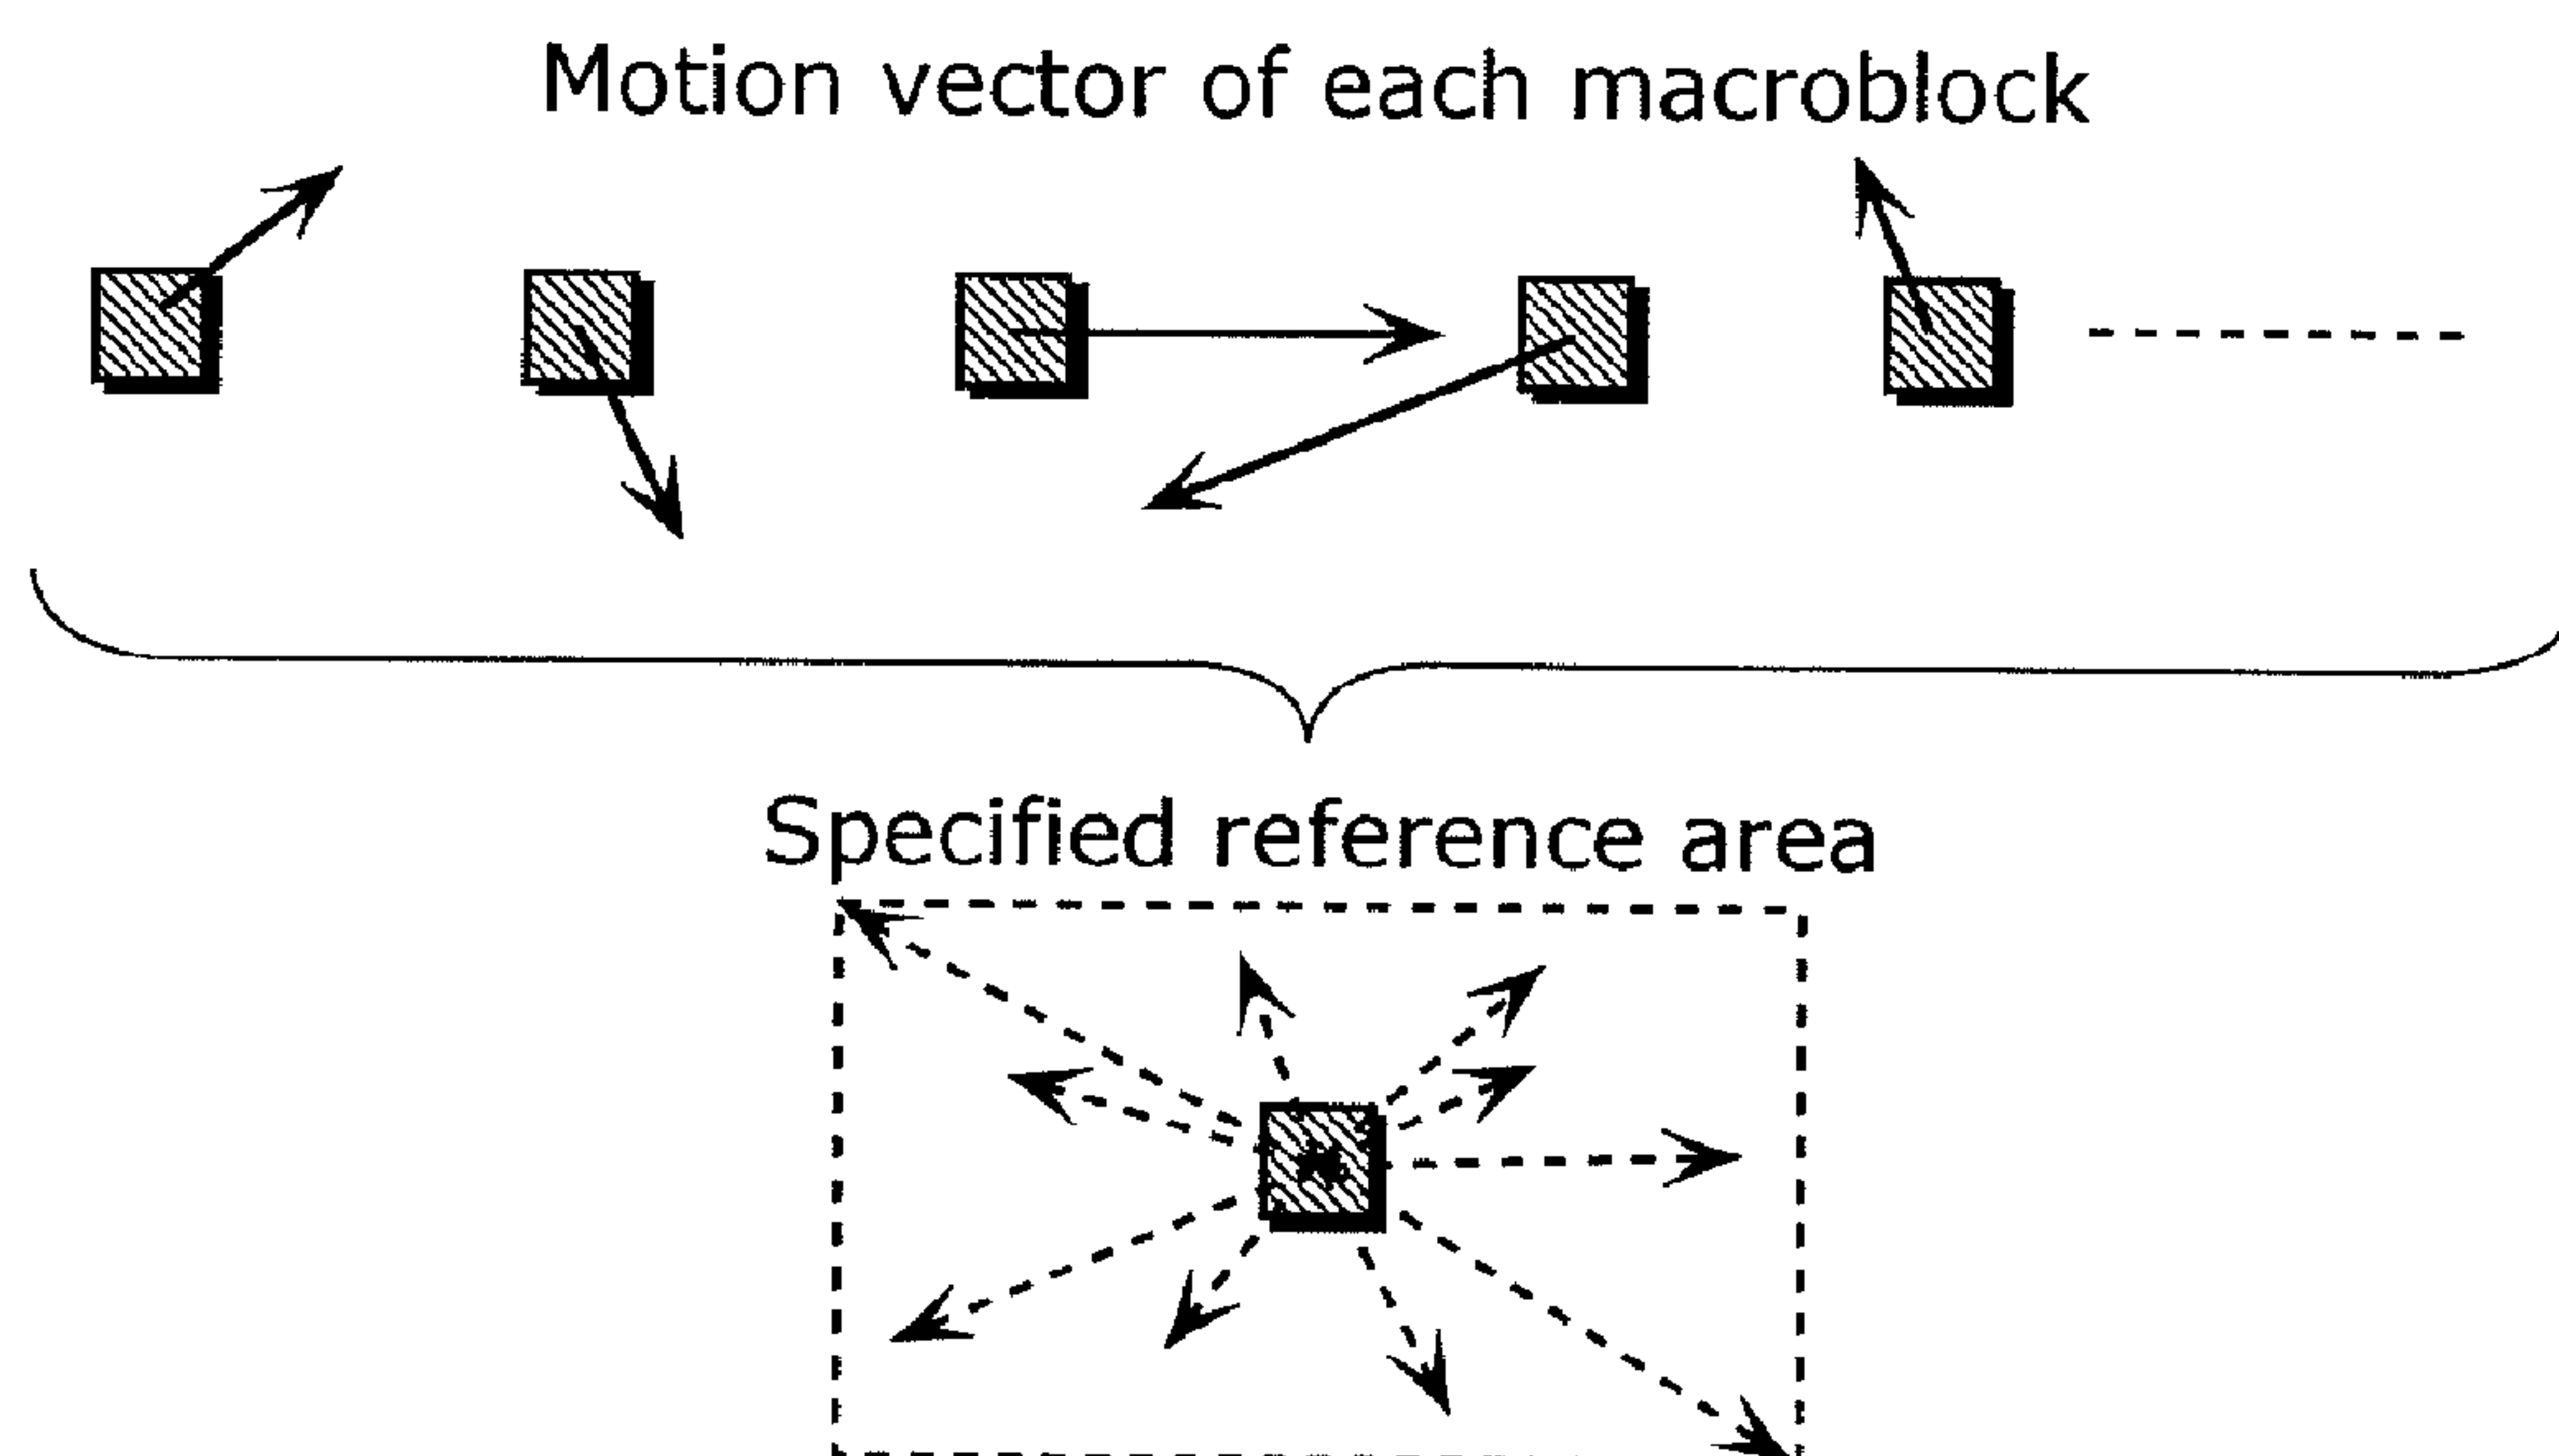 Motion vector of each macroblock
Specified reference area